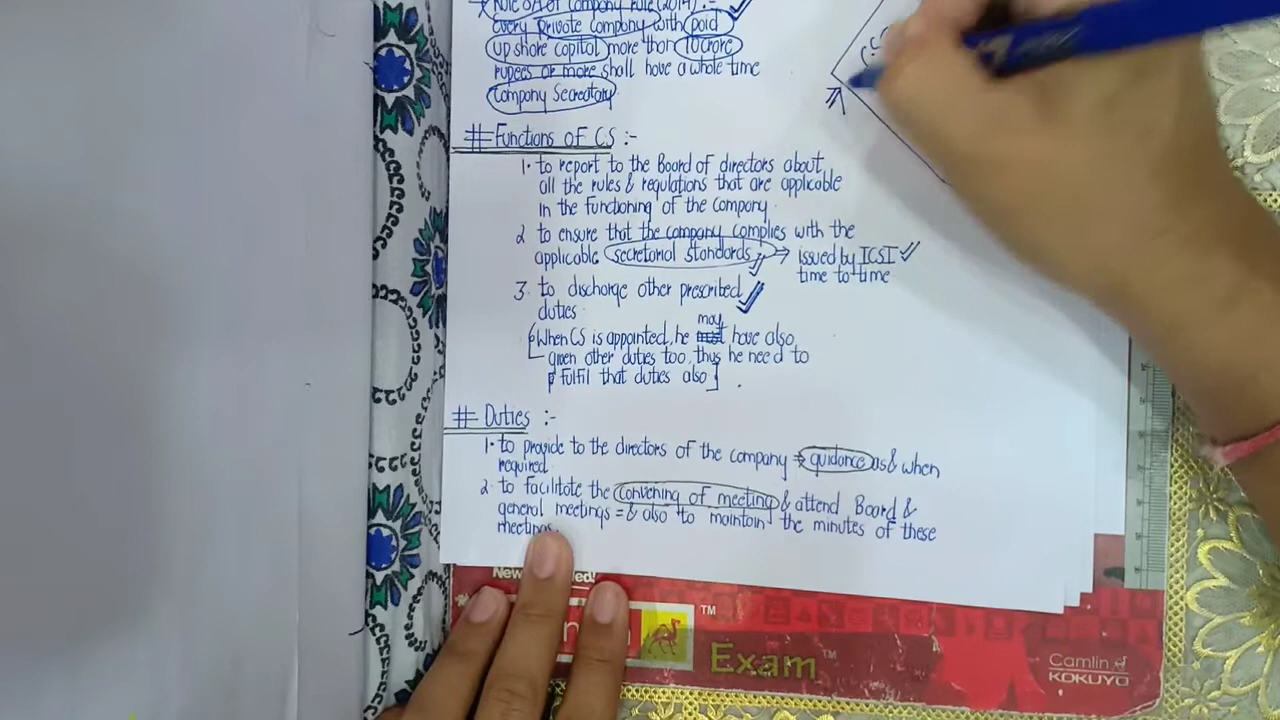 Rule 8A of Company rule (2014) :-
every private company with paid
up share capital more than 10 crore
rupees or more shall have a whole time
Company Secreatory
# Functions of C.S :-
1. to report to the Board of directors about
all the rules & regulations that are applicable
in the functioning of the company
2 to ensure that the company complies with the
applicable secretarial standards. → issued by ICSI
time to time
3. to discharge other prescribed
duties.
may
When CS is appointed, he have also
given other duties too, thus he need to
fulfil that duties also]
# Duties :-
1. to provide to the directors of the company → guidance as & when
required
2. to facilitate the convening of meeting & attend Board &
general meetings = & also to maintain the minutes of these
meetings.
TM
Exam TM
Camlin
KOKUYO